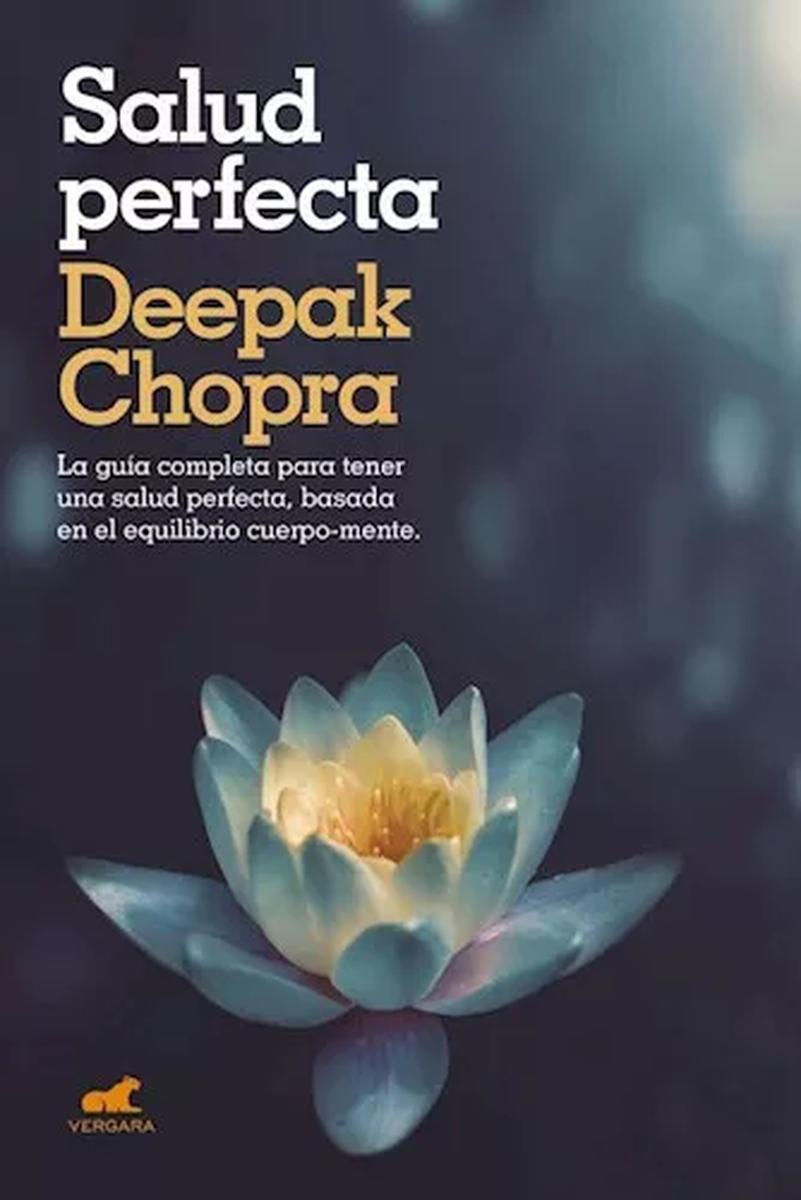 Salud
perfecta
Deepak
Chopra
La guía completa para tener
una salud perfecta, basada
en el equilibrio cuerpo-mente.
VERGARA